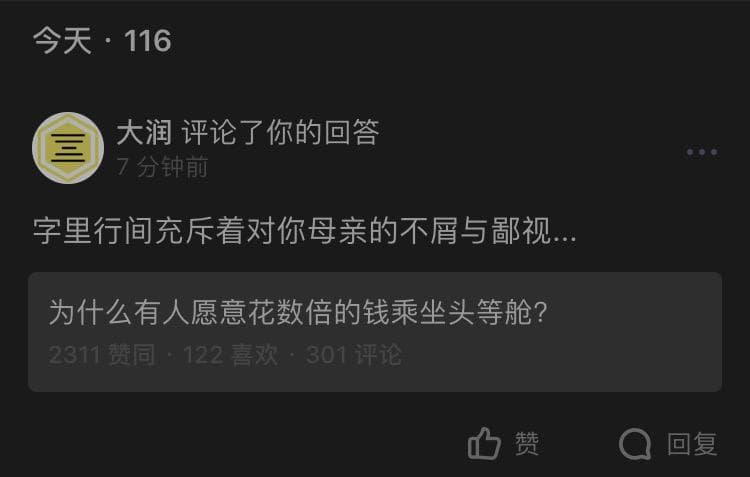 今天 · 116
大润 评论了你的回答
7 分钟前
字里行间充斥着对你母亲的不屑与鄙视...
为什么有人愿意花数倍的钱乘坐头等舱？
2311 赞同 · 122 喜欢 · 301 评论
赞 回复